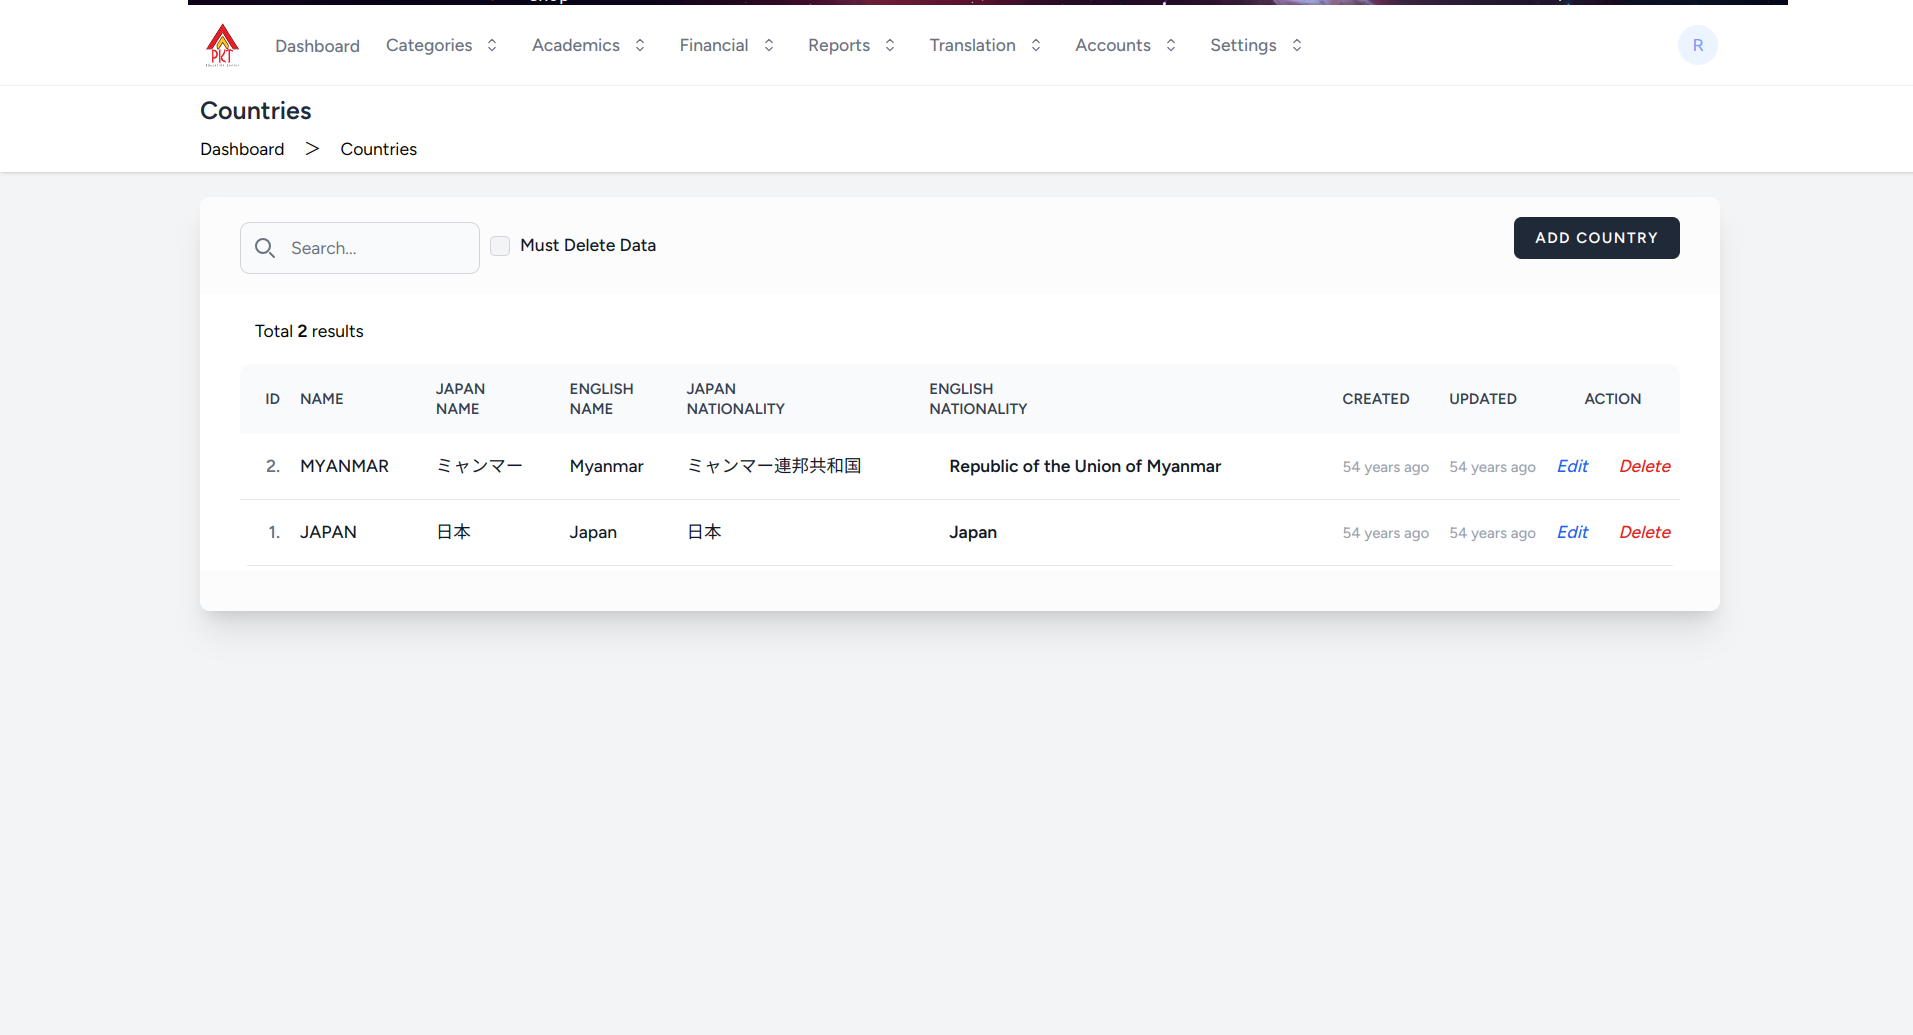 PKT
Dashboard
Categories
Academics
Financial
Reports
Translation
Accounts
Settings
R
Countries
Dashboard > Countries
Search...
Must Delete Data
ADD COUNTRY
Total 2 results
ID NAME JAPAN NAME ENGLISH NAME JAPAN NATIONALITY ENGLISH NATIONALITY CREATED UPDATED ACTION
2. MYANMAR ミャンマー Myanmar ミャンマー連邦共和国 Republic of the Union of Myanmar 54 years ago 54 years ago Edit Delete
1. JAPAN 日本 Japan 日本 Japan 54 years ago 54 years ago Edit Delete